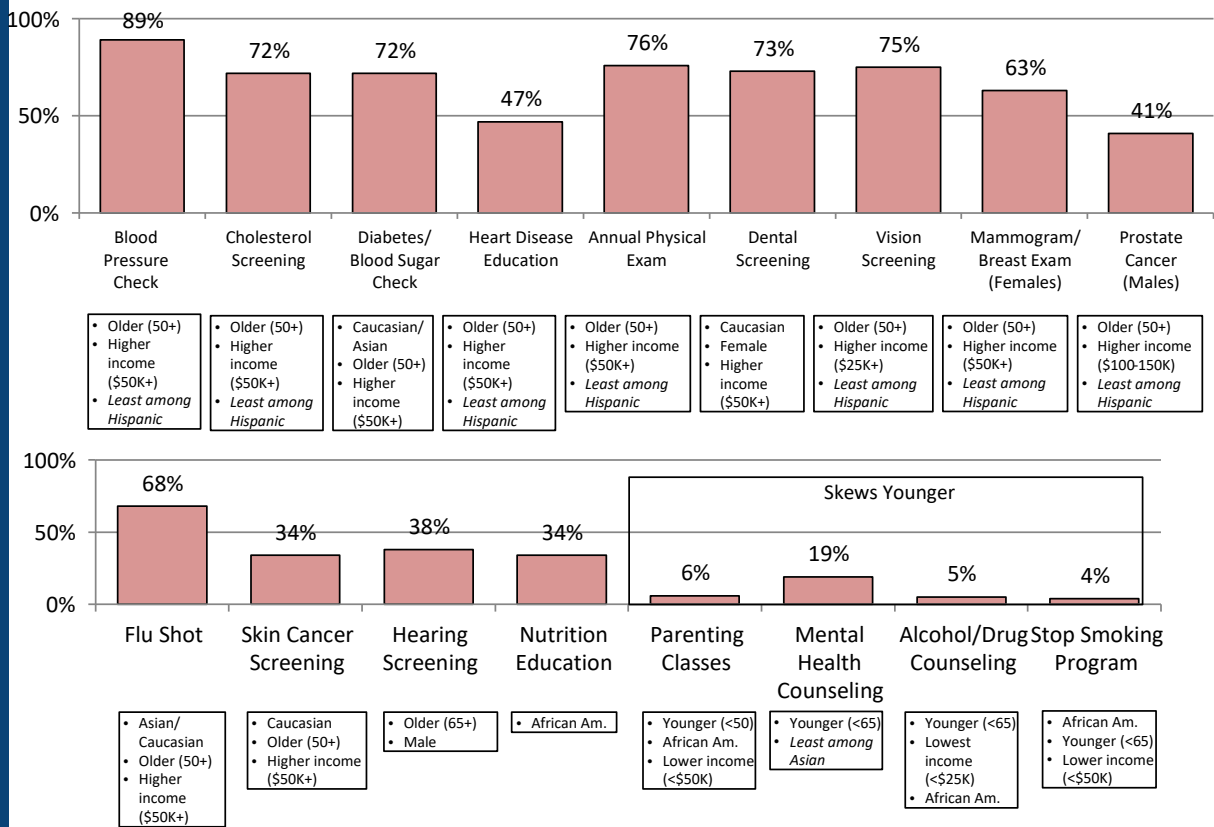 100%
50%
0%
89%
72%
72%
47%
76%
73%
75%
63%
41%
Blood
Pressure
Check
Cholesterol
Screening
Diabetes/
Blood Sugar
Check
Heart Disease
Education
Annual Physical
Exam
Dental
Screening
Vision
Screening
Mammogram/
Breast Exam
(Females)
Prostate
Cancer
(Males)
• Older (50+)
• Higher
income
($50K+)
• Least among
Hispanic
• Older (50+)
• Higher
income
($50K+)
• Least among
Hispanic
• Caucasian/
Asian
• Older (50+)
• Higher
income
($50K+)
• Older (50+)
• Higher
income
($50K+)
• Least among
Hispanic
• Older (50+)
• Higher income
($50K+)
• Least among
Hispanic
• Caucasian
• Female
• Higher
income
($50K+)
• Older (50+)
• Higher income
($25K+)
• Least among
Hispanic
• Older (50+)
• Higher income
($50K+)
• Least among
Hispanic
• Older (50+)
• Higher income
($100-150K)
• Least among
Hispanic
100%
50%
0%
68%
34%
38%
34%
Skews Younger
6%
19%
5%
4%
Flu Shot
Skin Cancer
Screening
Hearing
Screening
Nutrition
Education
Parenting
Classes
Mental
Health
Counseling
Alcohol/Drug
Counseling
Stop Smoking
Program
• Asian/
Caucasian
• Older (50+)
• Higher
income
($50K+)
• Caucasian
• Older (50+)
• Higher income
($50K+)
• Older (65+)
• Male
• African Am.
• Younger (<50)
• African Am.
• Lower income
(<$50K)
• Younger (<65)
• Least among
Asian
• Younger (<65)
• Lowest
income
(<$25K)
• African Am.
• African Am.
• Younger (<65)
• Lower income
(<$50K)